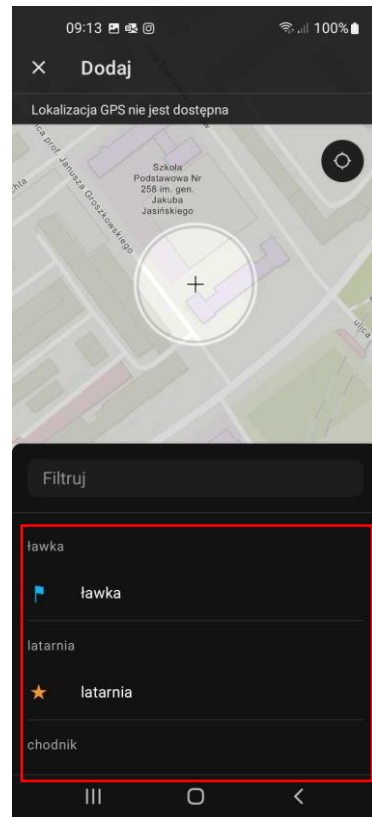 09:13 100%
Dodaj
Lokalizacja GPS nie jest dostępna
prof. Janusza Groszkowskiego
Szkoła
Podstawowa Nr
258 im. gen.
Jakuba
Jasińskiego
ulica
Filtruj
ławka
ławka
latarnia
latarnia
chodnik